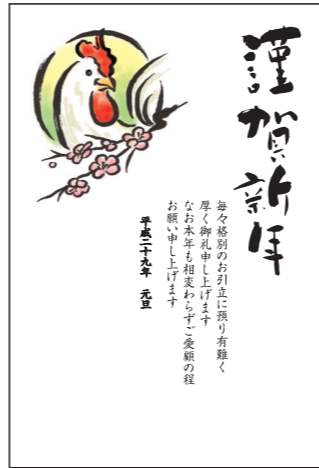 謹賀新年
毎々格別のお引立に預り有難く
厚く御礼申し上げます
なお本年も相変わらずご愛顧の程
お願い申し上げます
平成二十九年 元旦